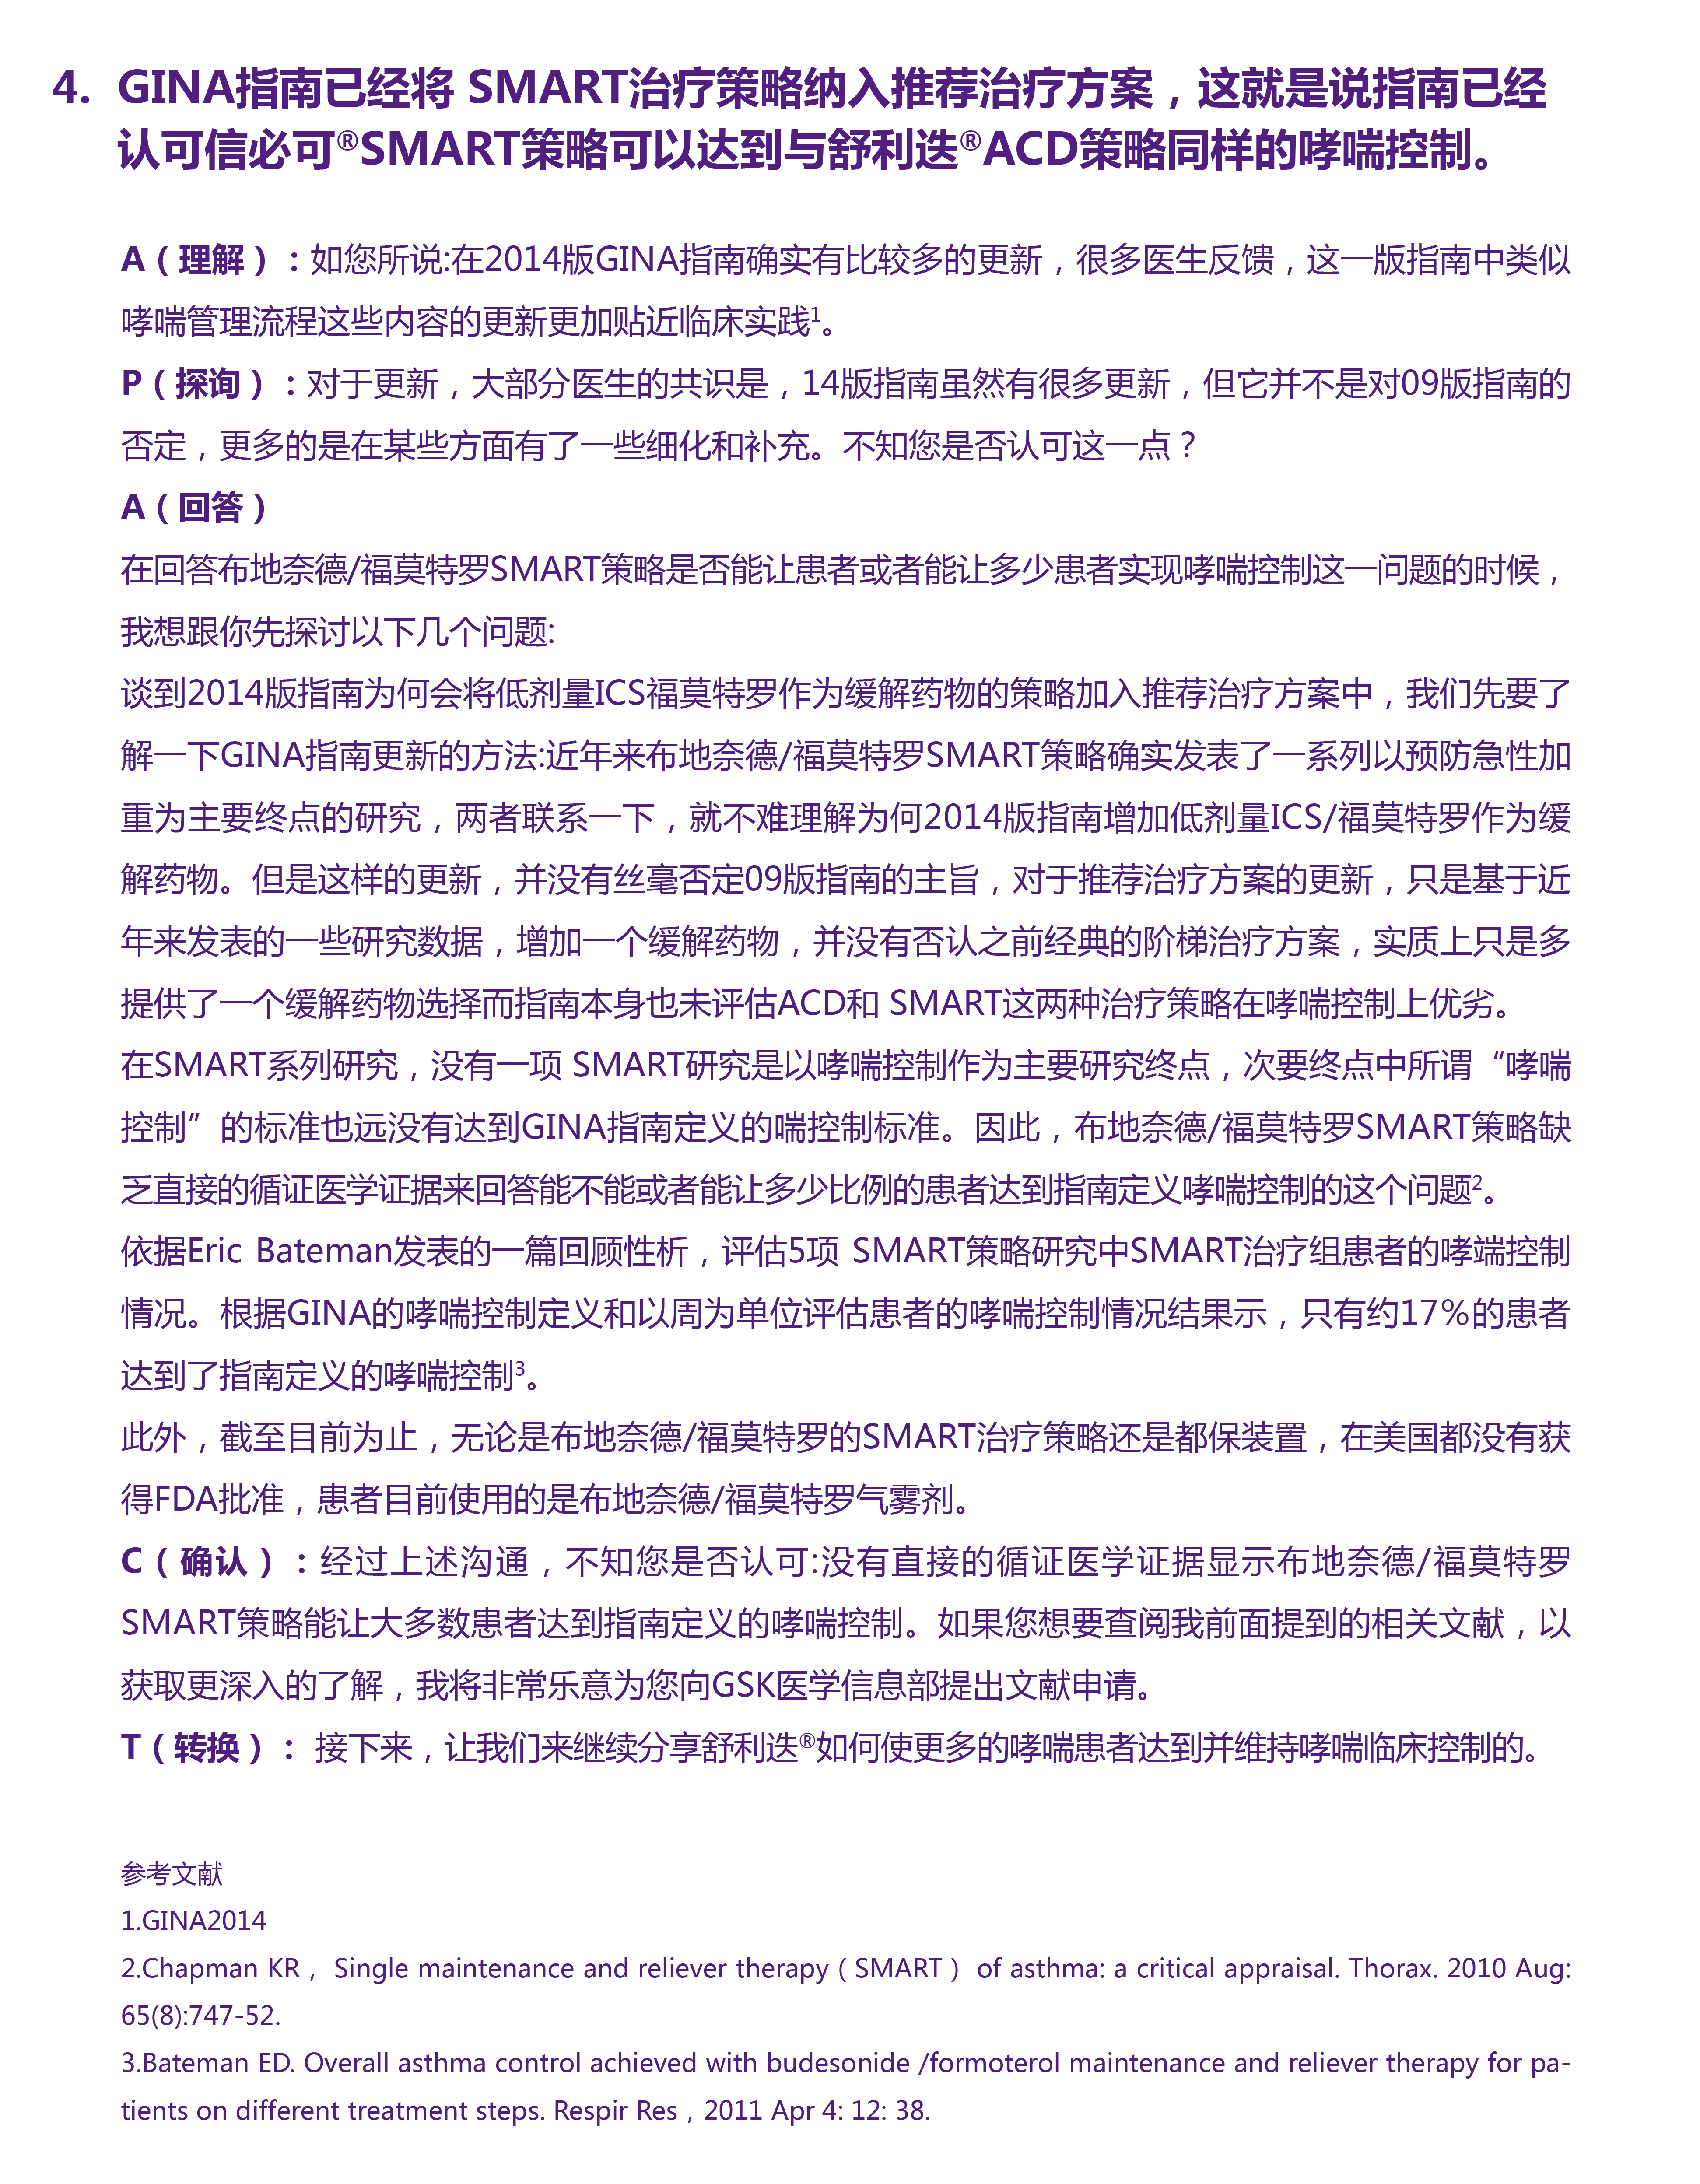 4. GINA指南已经将 SMART治疗策略纳入推荐治疗方案，这就是说指南已经
认可信必可®SMART策略可以达到与舒利迭®ACD策略同样的哮喘控制。
A（理解）：如您所说:在2014版GINA指南确实有比较多的更新，很多医生反馈，这一版指南中类似
哮喘管理流程这些内容的更新更加贴近临床实践1。
P（探询）：对于更新，大部分医生的共识是，14版指南虽然有很多更新，但它并不是对09版指南的
否定，更多的是在某些方面有了一些细化和补充。不知您是否认可这一点？
A（回答）
在回答布地奈德/福莫特罗SMART策略是否能让患者或者能让多少患者实现哮喘控制这一问题的时候，
我想跟你先探讨以下几个问题:
谈到2014版指南为何会将低剂量ICS福莫特罗作为缓解药物的策略加入推荐治疗方案中，我们先要了
解一下GINA指南更新的方法:近年来布地奈德/福莫特罗SMART策略确实发表了一系列以预防急性加
重为主要终点的研究，两者联系一下，就不难理解为何2014版指南增加低剂量ICS/福莫特罗作为缓
解药物。但是这样的更新，并没有丝毫否定09版指南的主旨，对于推荐治疗方案的更新，只是基于近
年来发表的一些研究数据，增加一个缓解药物，并没有否认之前经典的阶梯治疗方案，实质上只是多
提供了一个缓解药物选择而指南本身也未评估ACD和 SMART这两种治疗策略在哮喘控制上优劣。
在SMART系列研究，没有一项 SMART研究是以哮喘控制作为主要研究终点，次要终点中所谓“哮喘
控制”的标准也远没有达到GINA指南定义的喘控制标准。因此，布地奈德/福莫特罗SMART策略缺
乏直接的循证医学证据来回答能不能或者能让多少比例的患者达到指南定义哮喘控制的这个问题2。
依据Eric Bateman发表的一篇回顾性析，评估5项 SMART策略研究中SMART治疗组患者的哮端控制
情况。根据GINA的哮喘控制定义和以周为单位评估患者的哮喘控制情况结果示，只有约17%的患者
达到了指南定义的哮喘控制3。
此外，截至目前为止，无论是布地奈德/福莫特罗的SMART治疗策略还是都保装置，在美国都没有获
得FDA批准，患者目前使用的是布地奈德/福莫特罗气雾剂。
C（确认）：经过上述沟通，不知您是否认可:没有直接的循证医学证据显示布地奈德/福莫特罗
SMART策略能让大多数患者达到指南定义的哮喘控制。如果您想要查阅我前面提到的相关文献，以
获取更深入的了解，我将非常乐意为您向GSK医学信息部提出文献申请。
T（转换）： 接下来，让我们来继续分享舒利迭®如何使更多的哮喘患者达到并维持哮喘临床控制的。
参考文献
1.GINA2014
2.Chapman KR， Single maintenance and reliever therapy（SMART） of asthma: a critical appraisal. Thorax. 2010 Aug:
65(8):747-52.
3.Bateman ED. Overall asthma control achieved with budesonide /formoterol maintenance and reliever therapy for pa-
tients on different treatment steps. Respir Res，2011 Apr 4: 12: 38.